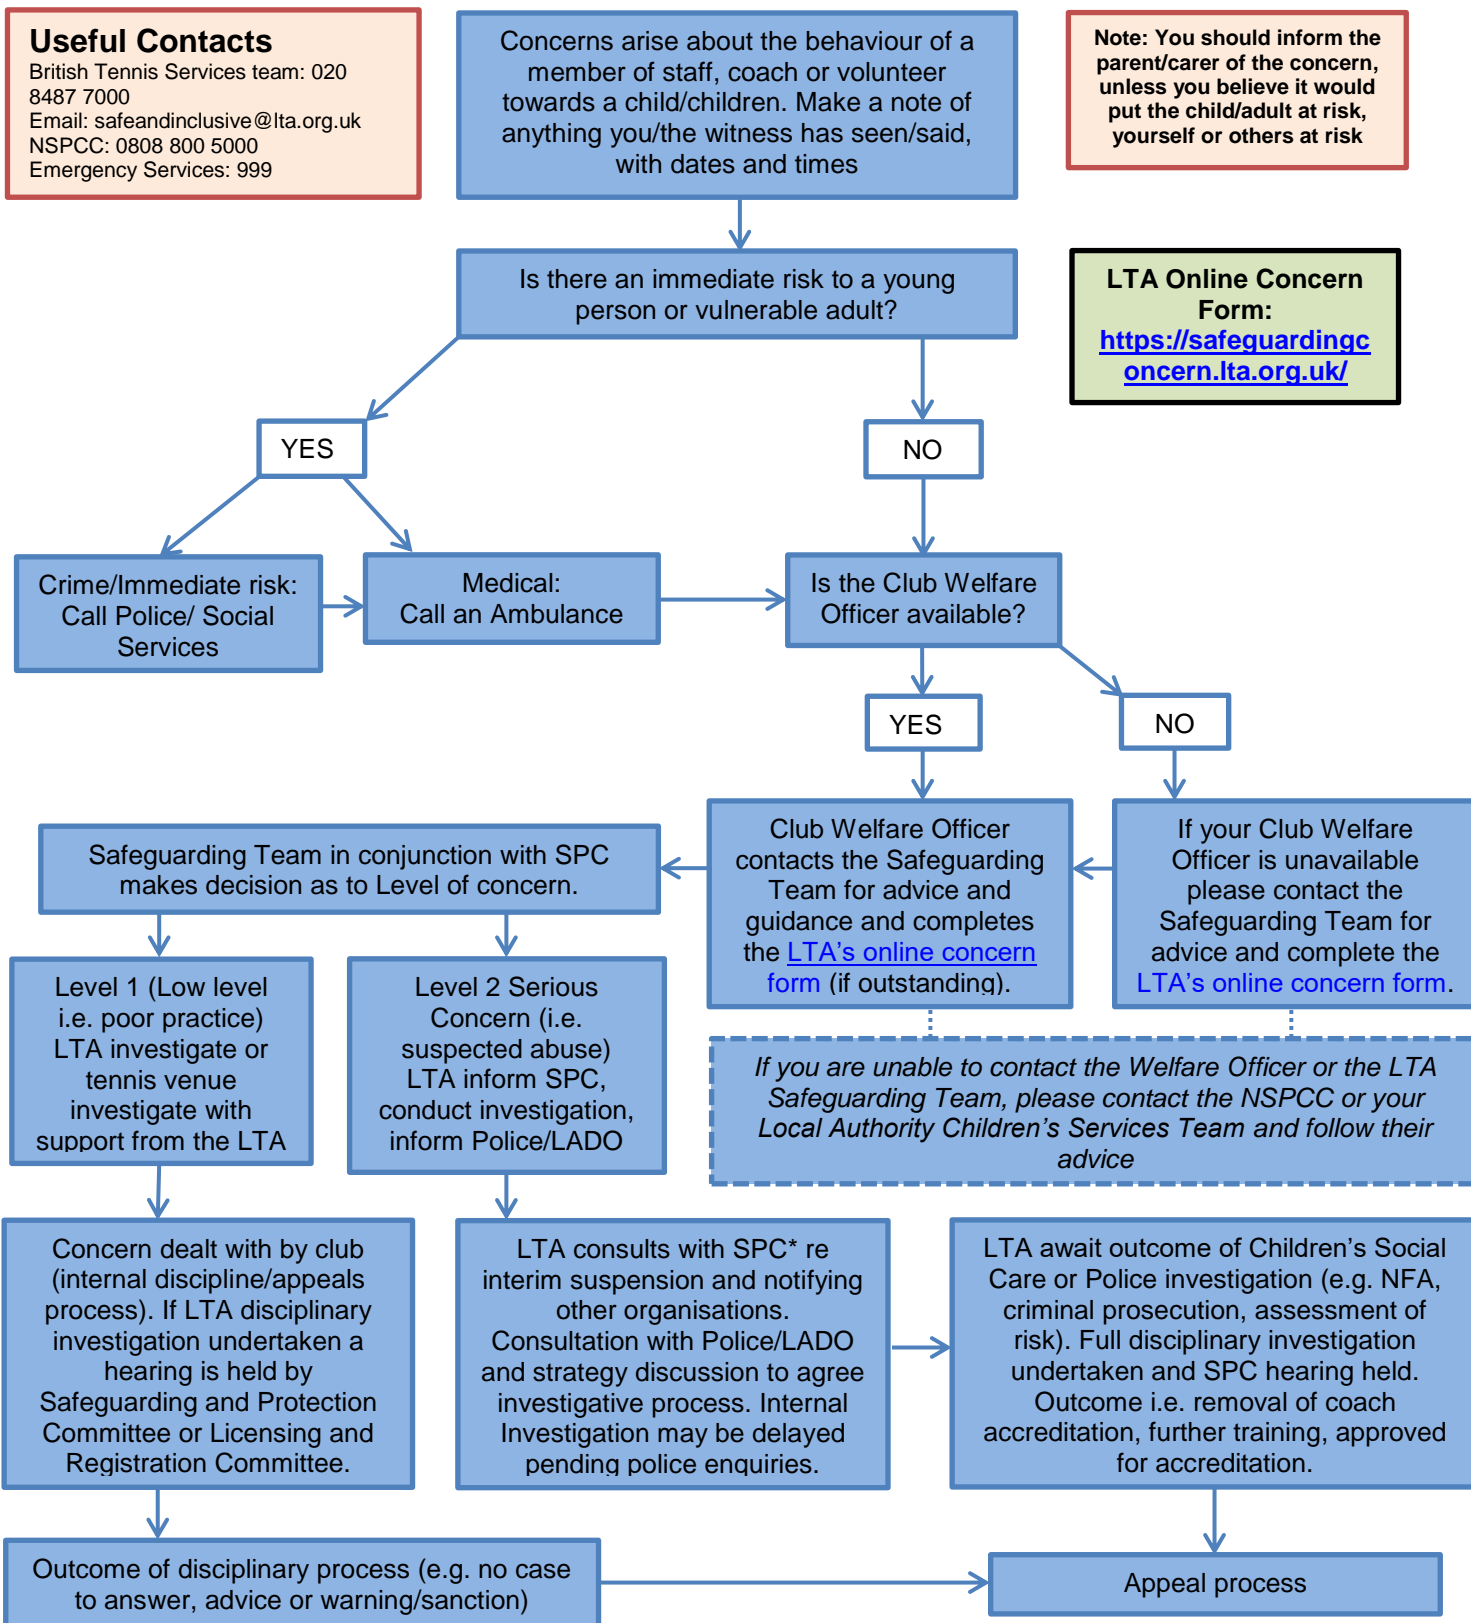 Useful Contacts
British Tennis Services team: 020
8487 7000
Email: safeandinclusive@lta.org.uk
NSPCC: 0808 800 5000
Emergency Services: 999
Concerns arise about the behaviour of a
member of staff, coach or volunteer
towards a child/children. Make a note of
anything you/the witness has seen/said,
with dates and times
Note: You should inform the
parent/carer of the concern,
unless you believe it would
put the child/adult at risk,
yourself or others at risk
Is there an immediate risk to a young
person or vulnerable adult?
LTA Online Concern
Form:
https://safeguardingc
oncern.lta.org.uk/
YES
NO
Crime/Immediate risk:
Call Police/ Social
Services
Medical:
Call an Ambulance
Is the Club Welfare
Officer available?
YES
NO
Club Welfare Officer
contacts the Safeguarding
Team for advice and
guidance and completes
the LTA's online concern
form (if outstanding).
If your Club Welfare
Officer is unavailable
please contact the
Safeguarding Team for
advice and complete the
LTA's online concern form.
Safeguarding Team in conjunction with SPC
makes decision as to Level of concern.
Level 1 (Low level
i.e. poor practice)
LTA investigate or
tennis venue
investigate with
support from the LTA
Level 2 Serious
Concern (i.e.
suspected abuse)
LTA inform SPC,
conduct investigation,
inform Police/LADO
If you are unable to contact the Welfare Officer or the LTA
Safeguarding Team, please contact the NSPCC or your
Local Authority Children's Services Team and follow their
advice
Concern dealt with by club
(internal discipline/appeals
process). If LTA disciplinary
investigation undertaken a
hearing is held by
Safeguarding and Protection
Committee or Licensing and
Registration Committee.
LTA consults with SPC* re
interim suspension and notifying
other organisations.
Consultation with Police/LADO
and strategy discussion to agree
investigative process. Internal
Investigation may be delayed
pending police enquiries.
LTA await outcome of Children's Social
Care or Police investigation (e.g. NFA,
criminal prosecution, assessment of
risk). Full disciplinary investigation
undertaken and SPC hearing held.
Outcome i.e. removal of coach
accreditation, further training, approved
for accreditation.
Outcome of disciplinary process (e.g. no case
to answer, advice or warning/sanction)
Appeal process